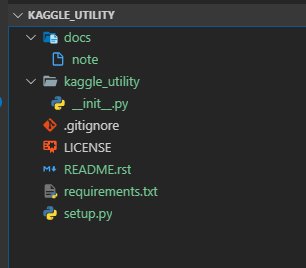 KAGGLE_UTILITY
docs
note
kaggle_utility
__init__.py
.gitignore
LICENSE
README.rst
requirements.txt
setup.py